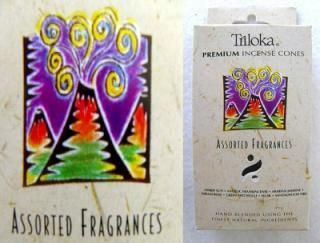 ASSORTED FRAGRANCES
Triloka
PREMIUM INCENSE CONES
ASSORTED FRAGRANCES
HAND BLENDED USING THE
FINEST NATURAL INGREDIENTS